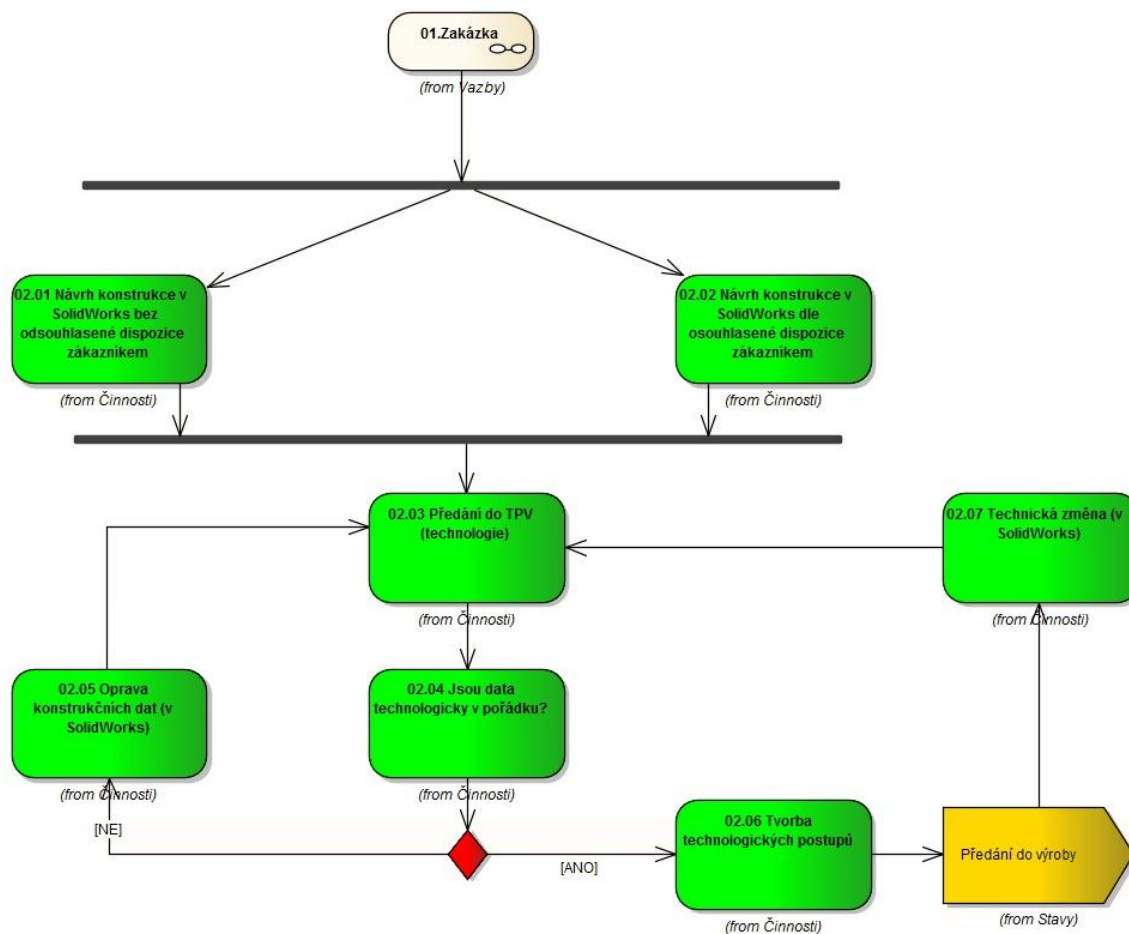 01.Zakázka
(from Vazby)
02.01 Návrh konstrukce v
SolidWorks bez
odsouhlasené dispozice
zákazníkem
(from Činnosti)
02.02 Návrh konstrukce v
SolidWorks dle
osouhlasené dispozice
zákazníkem
(from Činnosti)
02.03 Předání do TPV
(technologie)
(from Činnosti)
02.07 Technická změna (v
SolidWorks)
(from Činnosti)
02.05 Oprava
konstrukčních dat (v
SolidWorks)
(from Činnosti)
02.04 Jsou data
technologicky v pořádku?
(from Činnosti)
[NE]
[ANO]
02.06 Tvorba
technologických postupů
(from Činnosti)
Předání do výroby
(from Stavy)